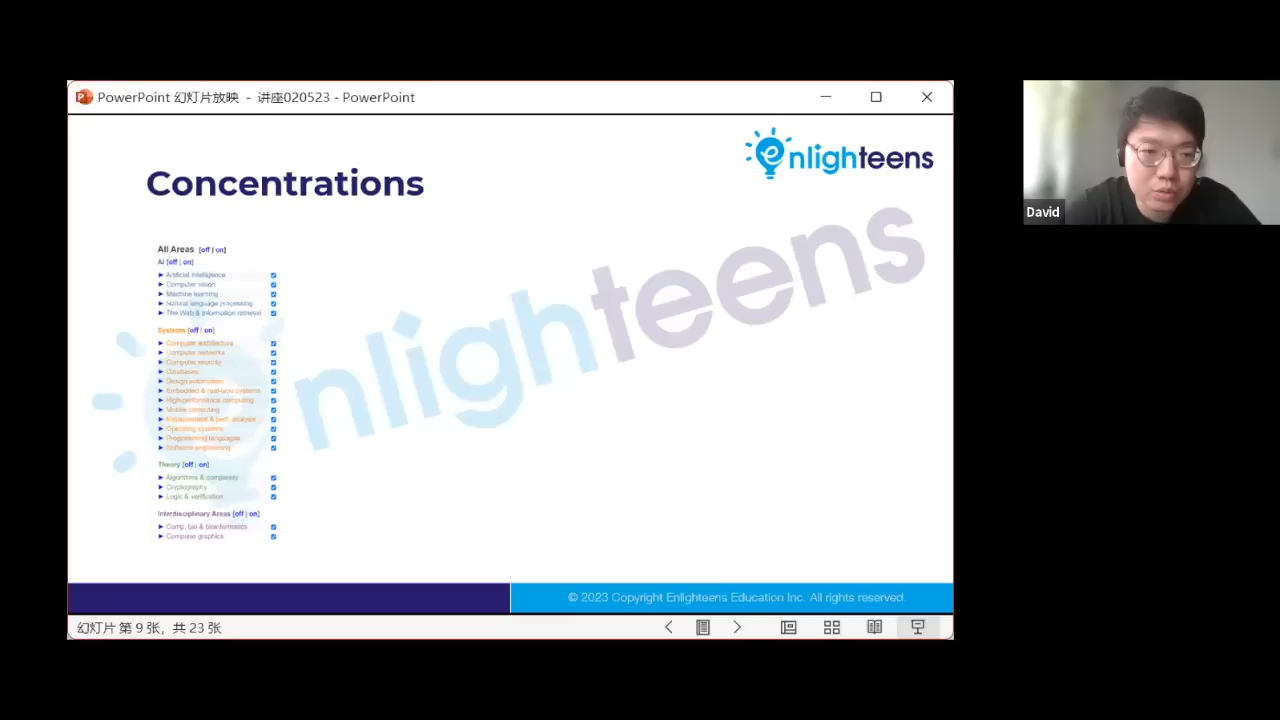 PowerPoint 幻灯片放映 - 讲座020523 - PowerPoint
enlighteens
Concentrations
All Areas [off | on]
AI [off | on]
► Artificial intelligence
► Computer vision
► Machine learning
► Natural language processing
► The Web & information retrieval
Systems [off | on]
► Computer architecture
► Computer networks
► Computer security
► Databases
► Design automation
► Embedded & real-time systems
► High-performance computing
► Mobile computing
► Measurement & perf. analysis
► Operating systems
► Programming languages
► Software engineering
Theory [off | on]
► Algorithms & complexity
► Cryptography
► Logic & verification
Interdisciplinary Areas [off | on]
► Comp. bio & bioinformatics
► Computer graphics
enlighteens
© 2023 Copyright Enlighteens Education Inc. All rights reserved.
幻灯片 第 9 张，共 23 张
David